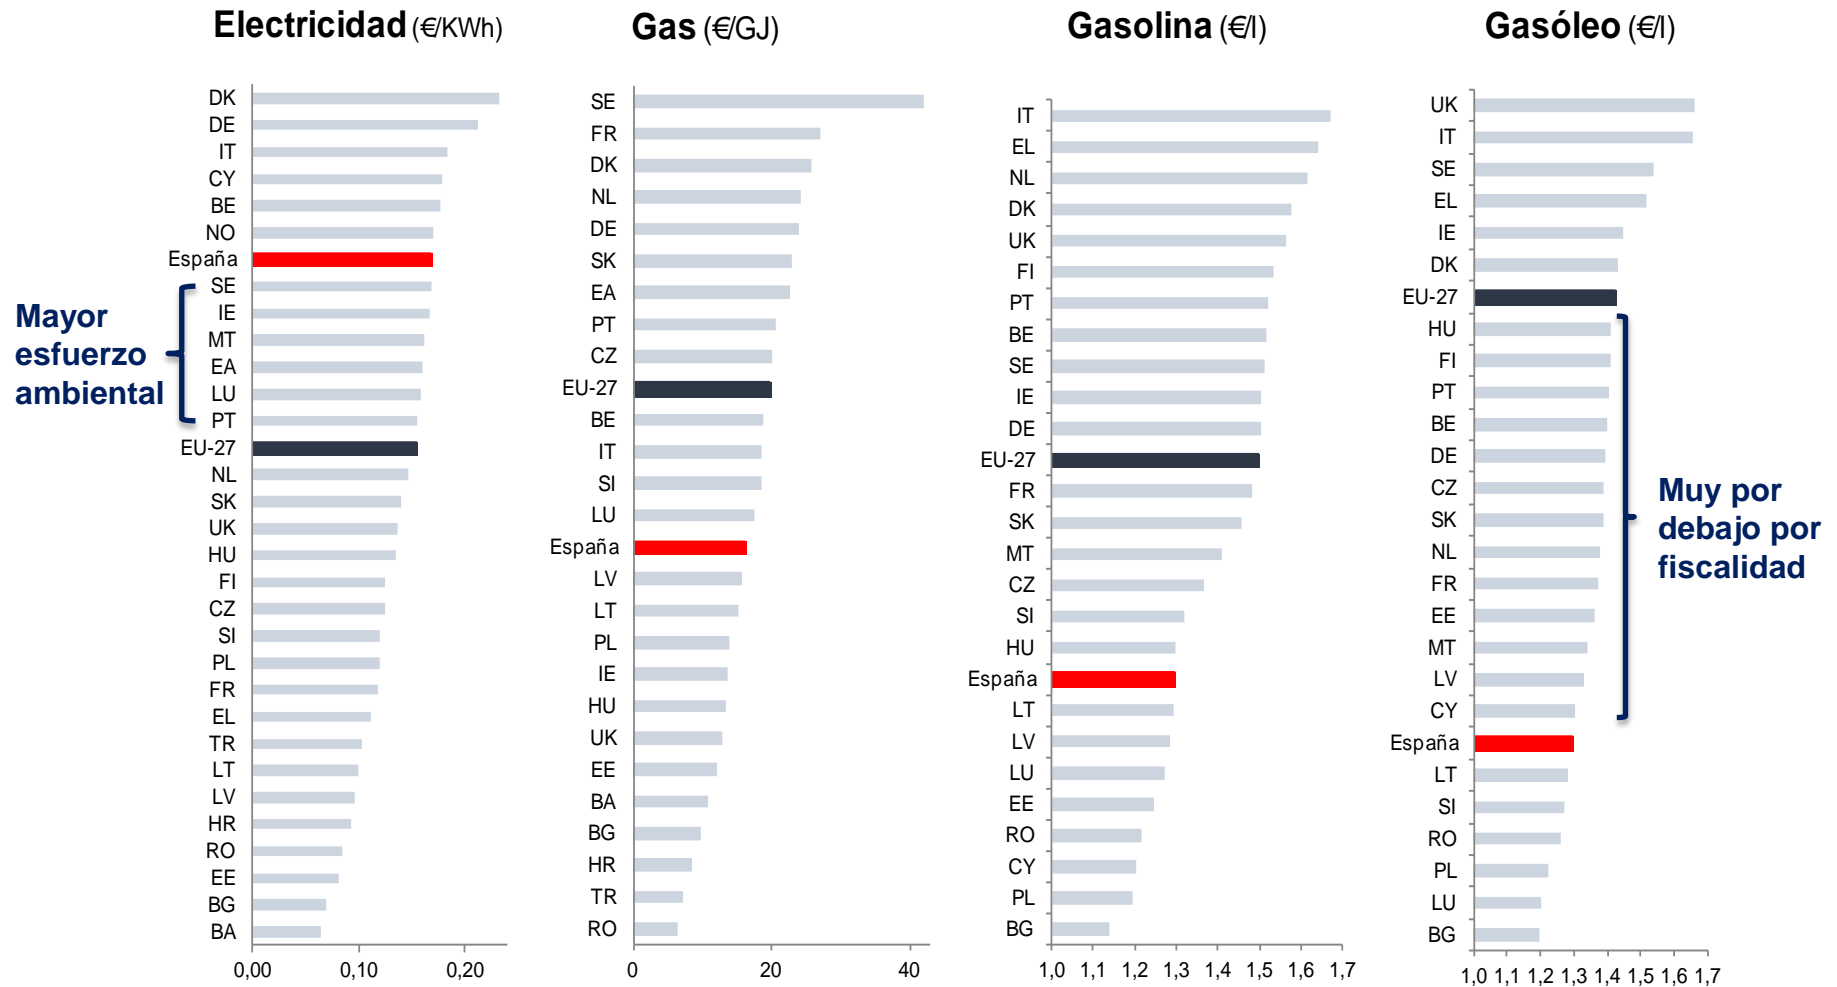 Electricidad (€/KWh)
DK
DE
IT
CY
BE
NO
España
SE
IE
MT
EA
LU
PT
EU-27
NL
SK
UK
HU
FI
CZ
SI
PL
FR
EL
TR
LT
LV
HR
RO
EE
BG
BA
0,00 0,10 0,20
Mayor
esfuerzo
ambiental
Gas (€/GJ)
SE
FR
DK
NL
DE
SK
EA
PT
CZ
EU-27
BE
IT
SI
LU
España
LV
LT
PL
IE
HU
UK
EE
BA
BG
HR
TR
RO
0 20 40
Gasolina (€/l)
IT
EL
NL
DK
UK
FI
PT
BE
SE
IE
DE
EU-27
FR
SK
MT
CZ
SI
HU
España
LT
LV
LU
EE
RO
CY
PL
BG
1,0 1,1 1,2 1,3 1,4 1,5 1,6 1,7
Gasóleo (€/l)
UK
IT
SE
EL
IE
DK
EU-27
HU
FI
PT
BE
DE
CZ
SK
NL
FR
EE
MT
LV
CY
España
LT
SI
RO
PL
LU
BG
1,0 1,1 1,2 1,3 1,4 1,5 1,6 1,7
Muy por
debajo por
fiscalidad